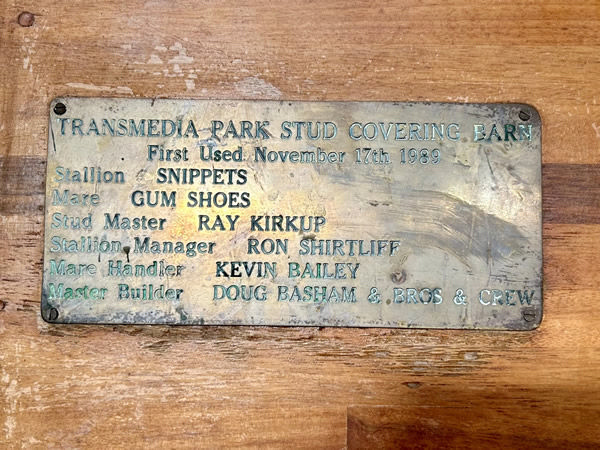 TRANSMEDIA PARK STUD COVERING BARN
First Used November 17th 1989
Stallion SNIPPETS
Mare GUM SHOES
Stud Master RAY KIRKUP
Stallion Manager RON SHIRTLIFF
Mare Handler KEVIN BAILEY
Master Builder DOUG BASHAM & BROS & CREW